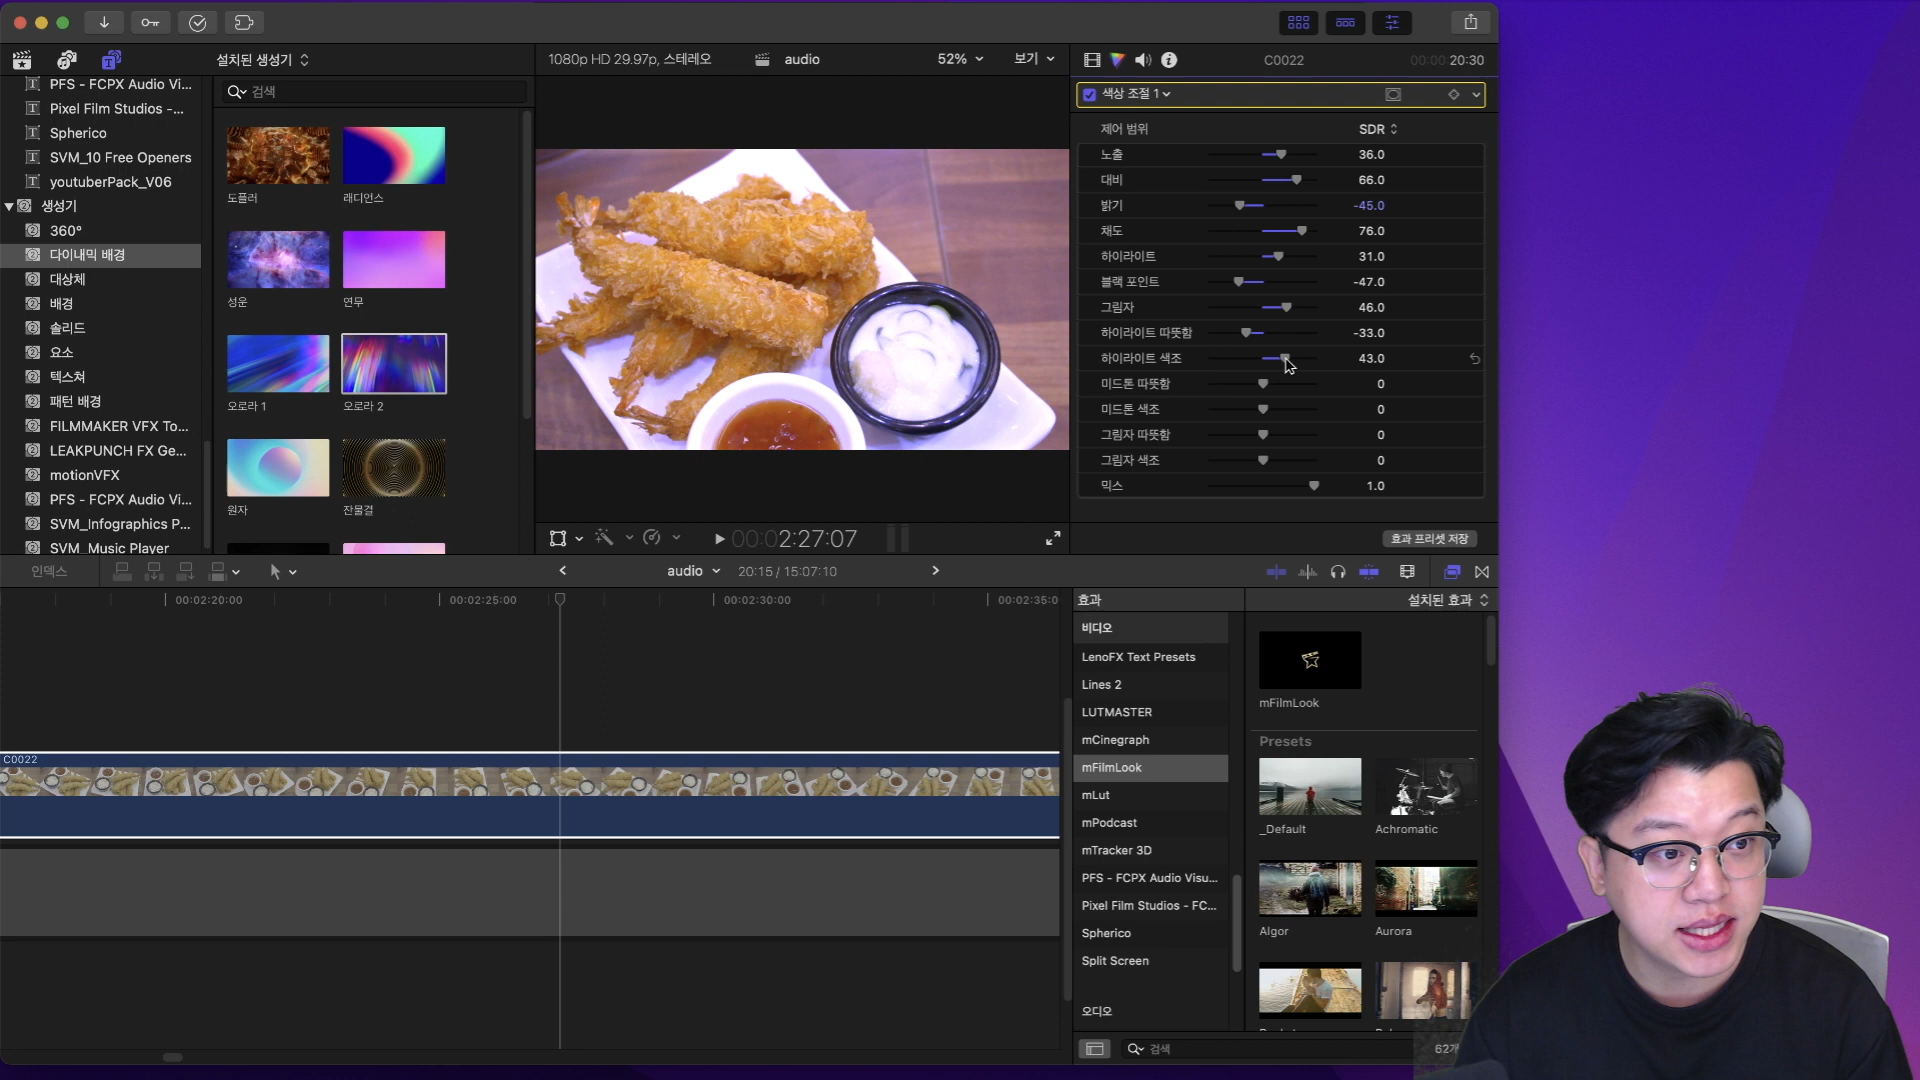 설치된 생성기
1080p HD 29.97p, 스테레오
audio
52%
보기
C0022
00:00:20:30
PFS - FCPX Audio Vi...
Pixel Film Studios -...
Spherico
SVM_10 Free Openers
youtuberPack_V06
생성기
360°
다이내믹 배경
대상체
배경
솔리드
요소
텍스쳐
패턴 배경
FILMMAKER VFX To...
LEAKPUNCH FX Ge...
motionVFX
PFS - FCPX Audio Vi...
SVM_Infographics P...
SVM_Music Player
검색
도플러
래디언스
성운
연무
오로라 1
오로라 2
원자
잔물결
색상 조절 1
제어 범위
SDR
노출
36.0
대비
66.0
밝기
-45.0
채도
76.0
하이라이트
31.0
블랙 포인트
-47.0
그림자
46.0
하이라이트 따뜻함
-33.0
하이라이트 색조
43.0
미드톤 따뜻함
0
미드톤 색조
0
그림자 따뜻함
0
그림자 색조
0
믹스
1.0
00:02:27:07
효과 프리셋 저장
인덱스
audio
20:15 / 15:07:10
00:02:20:00
00:02:25:00
00:02:30:00
00:02:35:0
C0022
효과
설치된 효과
비디오
LenoFX Text Presets
Lines 2
LUTMASTER
mCinegraph
mFilmLook
mLut
mPodcast
mTracker 3D
PFS - FCPX Audio Visu...
Pixel Film Studios - FC...
Spherico
Split Screen
오디오
mFilmLook
Presets
_Default
Achromatic
Algor
Aurora
검색